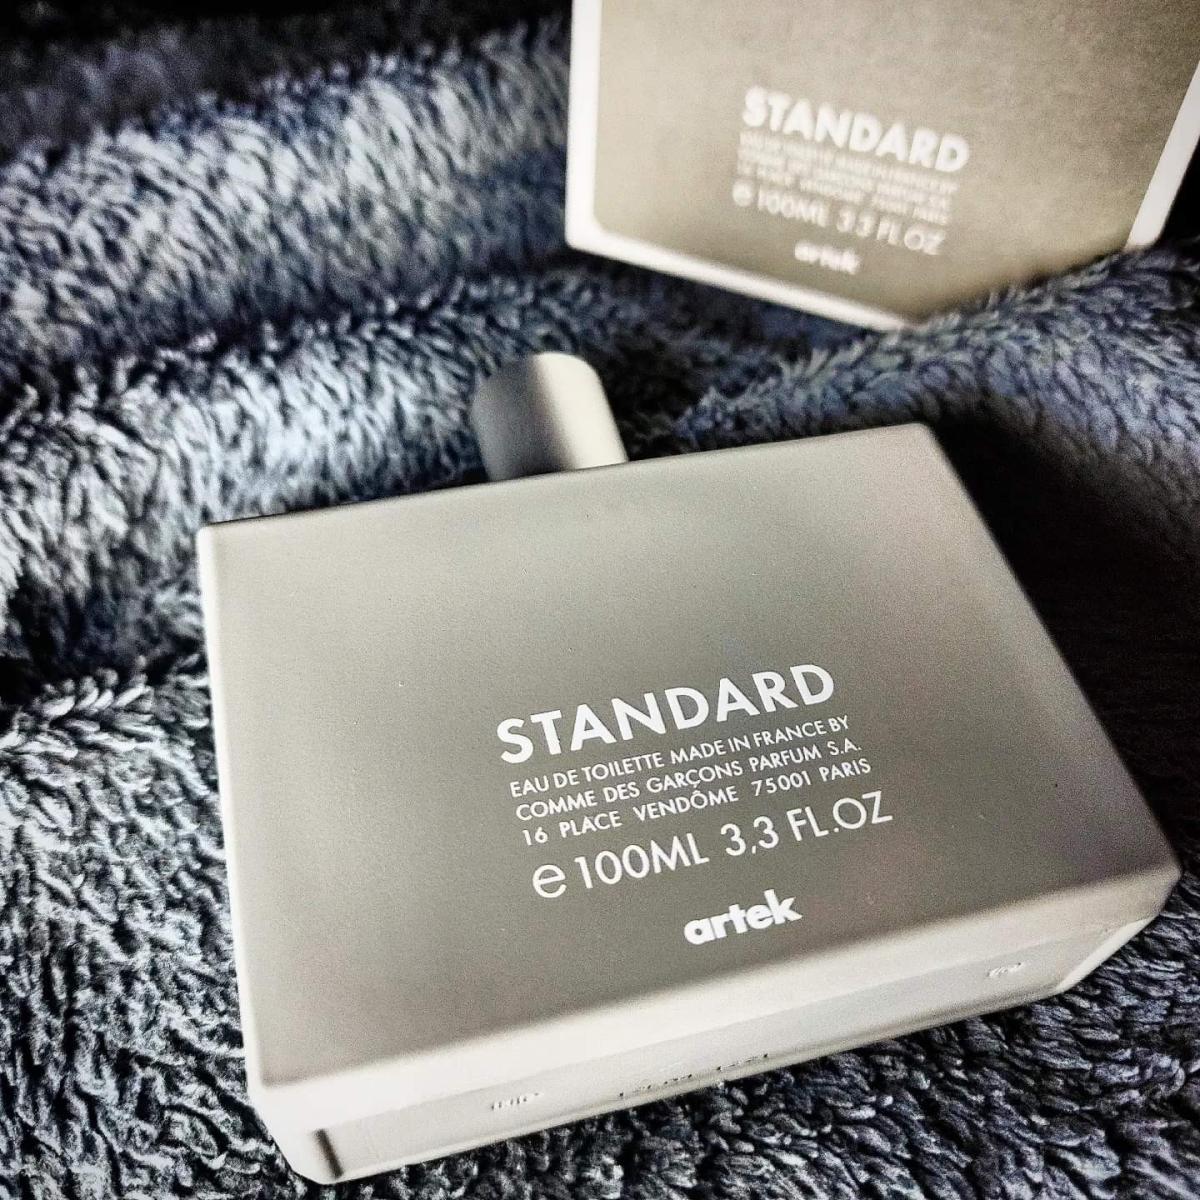 STANDARD
100ML 3.3 FL.OZ
artek
STANDARD
EAU DE TOILETTE MADE IN FRANCE BY
COMME DES GARÇONS PARFUM S.A.
16 PLACE VENDÔME 75001 PARIS
e 100ML 3,3 FL.OZ
artek